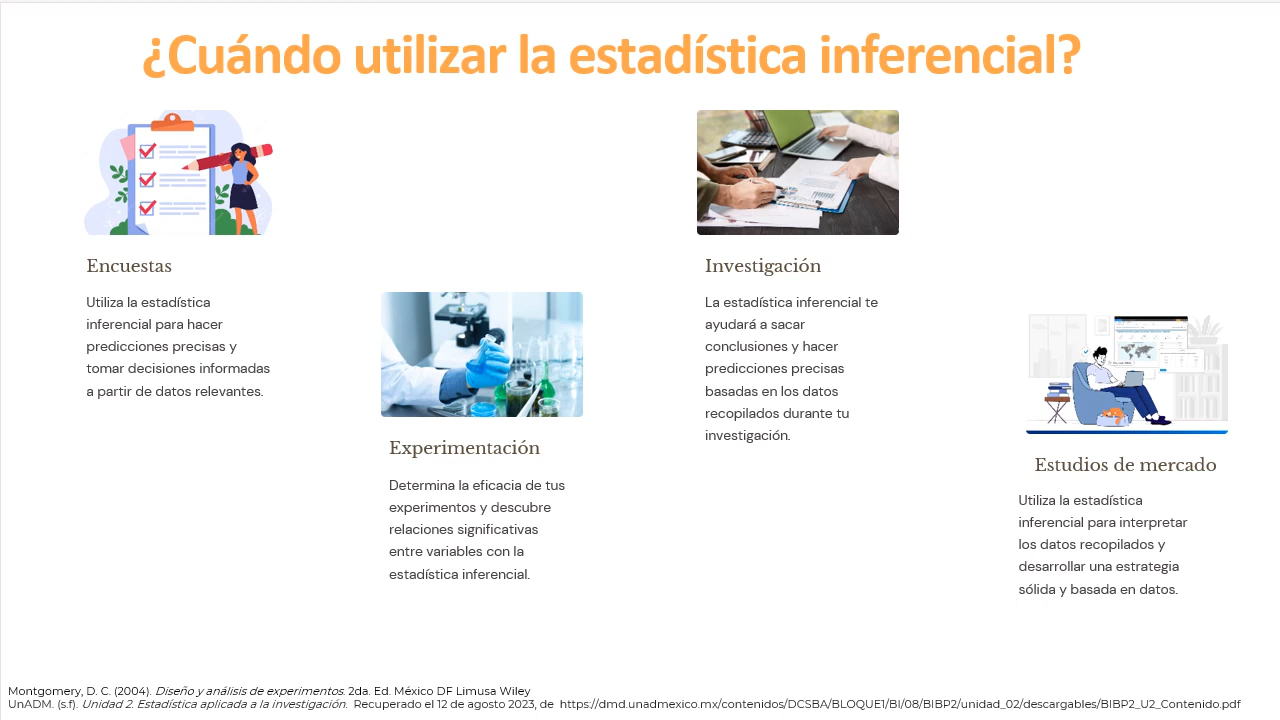 ¿Cuándo utilizar la estadística inferencial?
Encuestas
Utiliza la estadística
inferencial para hacer
predicciones precisas y
tomar decisiones informadas
a partir de datos relevantes.
Experimentación
Determina la eficacia de tus
experimentos y descubre
relaciones significativas
entre variables con la
estadística inferencial.
Investigación
La estadística inferencial te
ayudará a sacar
conclusiones y hacer
predicciones precisas
basadas en los datos
recopilados durante tu
investigación.
Estudios de mercado
Utiliza la estadística
inferencial para interpretar
los datos recopilados y
desarrollar una estrategia
sólida y basada en datos.
Montgomery, D. C. (2004). Diseño y análisis de experimentos. 2da. Ed. México DF Limusa Wiley
UnADM. (s.f). Unidad 2. Estadística aplicada a la investigación. Recuperado el 12 de agosto 2023, de https://dmd.unadmexico.mx/contenidos/DCSBA/BLOQUE1/BI/08/BIBP2/unidad_02/descargables/BIBP2_U2_Contenido.pdf